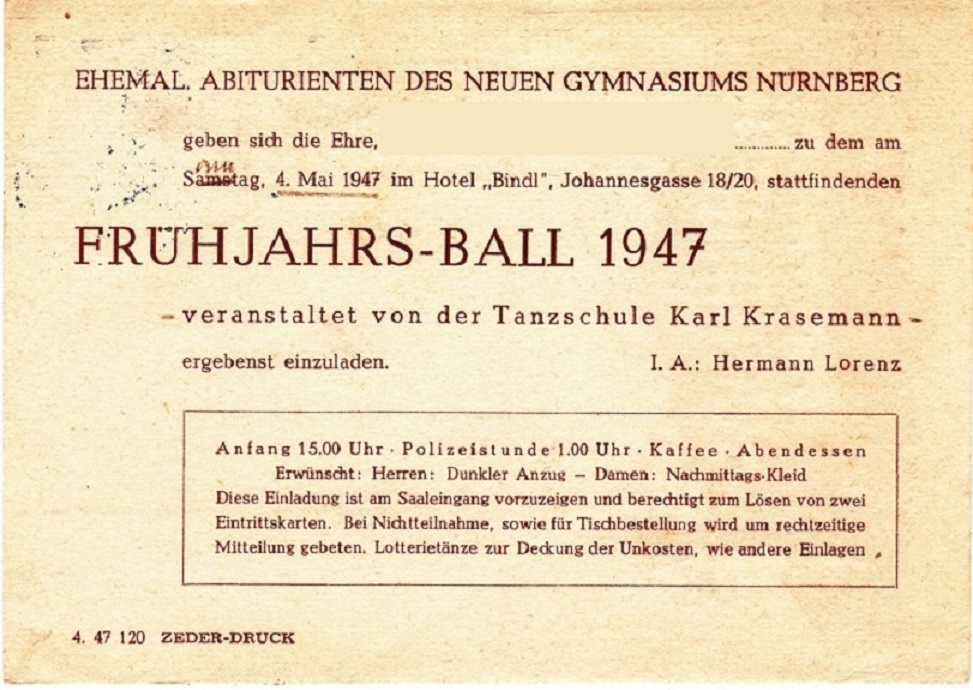 EHEMAL. ABITURIENTEN DES NEUEN GYMNASIUMS NÜRNBERG
geben sich die Ehre, ............ zu dem am
Samstag, 4. Mai 1947 im Hotel „Bindl", Johannesgasse 18/20, stattfindenden
FRÜHJAHRS-BALL 1947
- veranstaltet von der Tanzschule Karl Krasemann -
ergebenst einzuladen. I. A.: Hermann Lorenz
Anfang 15.00 Uhr · Polizeistunde 1.00 Uhr · Kaffee · Abendessen
Erwünscht: Herren: Dunkler Anzug – Damen: Nachmittags-Kleid
Diese Einladung ist am Saaleingang vorzuzeigen und berechtigt zum Lösen von zwei
Eintrittskarten. Bei Nichtteilnahme, sowie für Tischbestellung wird um rechtzeitige
Mitteilung gebeten. Lotterietänze zur Deckung der Unkosten, wie andere Einlagen .
4. 47 120 ZEDER-DRUCK